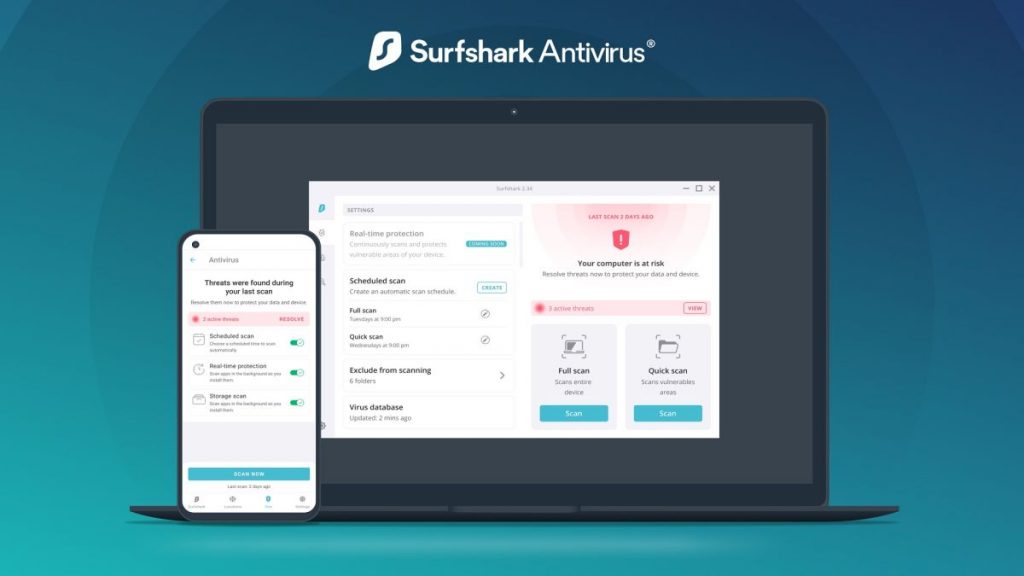 Surfshark Antivirus®
Surfshark 2.34
SETTINGS
Real-time protection
Continuously scans and protects
vulnerable areas of your device.
COMING SOON
Scheduled scan
Create an automatic scan schedule.
CREATE
Full scan
Tuesdays at 9:00 pm
Quick scan
Wednesdays at 9:00 pm
Exclude from scanning
6 folders
Virus database
Updated: 2 mins ago
LAST SCAN 2 DAYS AGO
Your computer is at risk
Resolve threats now to protect your data and device.
3 active threats
VIEW
Full scan
Scans entire
device
Scan
Quick scan
Scans vulnerables
areas
Scan
Antivirus
Threats were found during
your last scan
Resolve them now to protect your data and device
2 active threats
RESOLVE
Scheduled scan
Choose a scheduled time to scan
automatically
Real-time protection
Scan apps in the background as you
install them.
Storage scan
Scan apps in the background as you
install them.
SCAN NOW
Last scan: 2 days ago
Surfshark
Locations
Settings